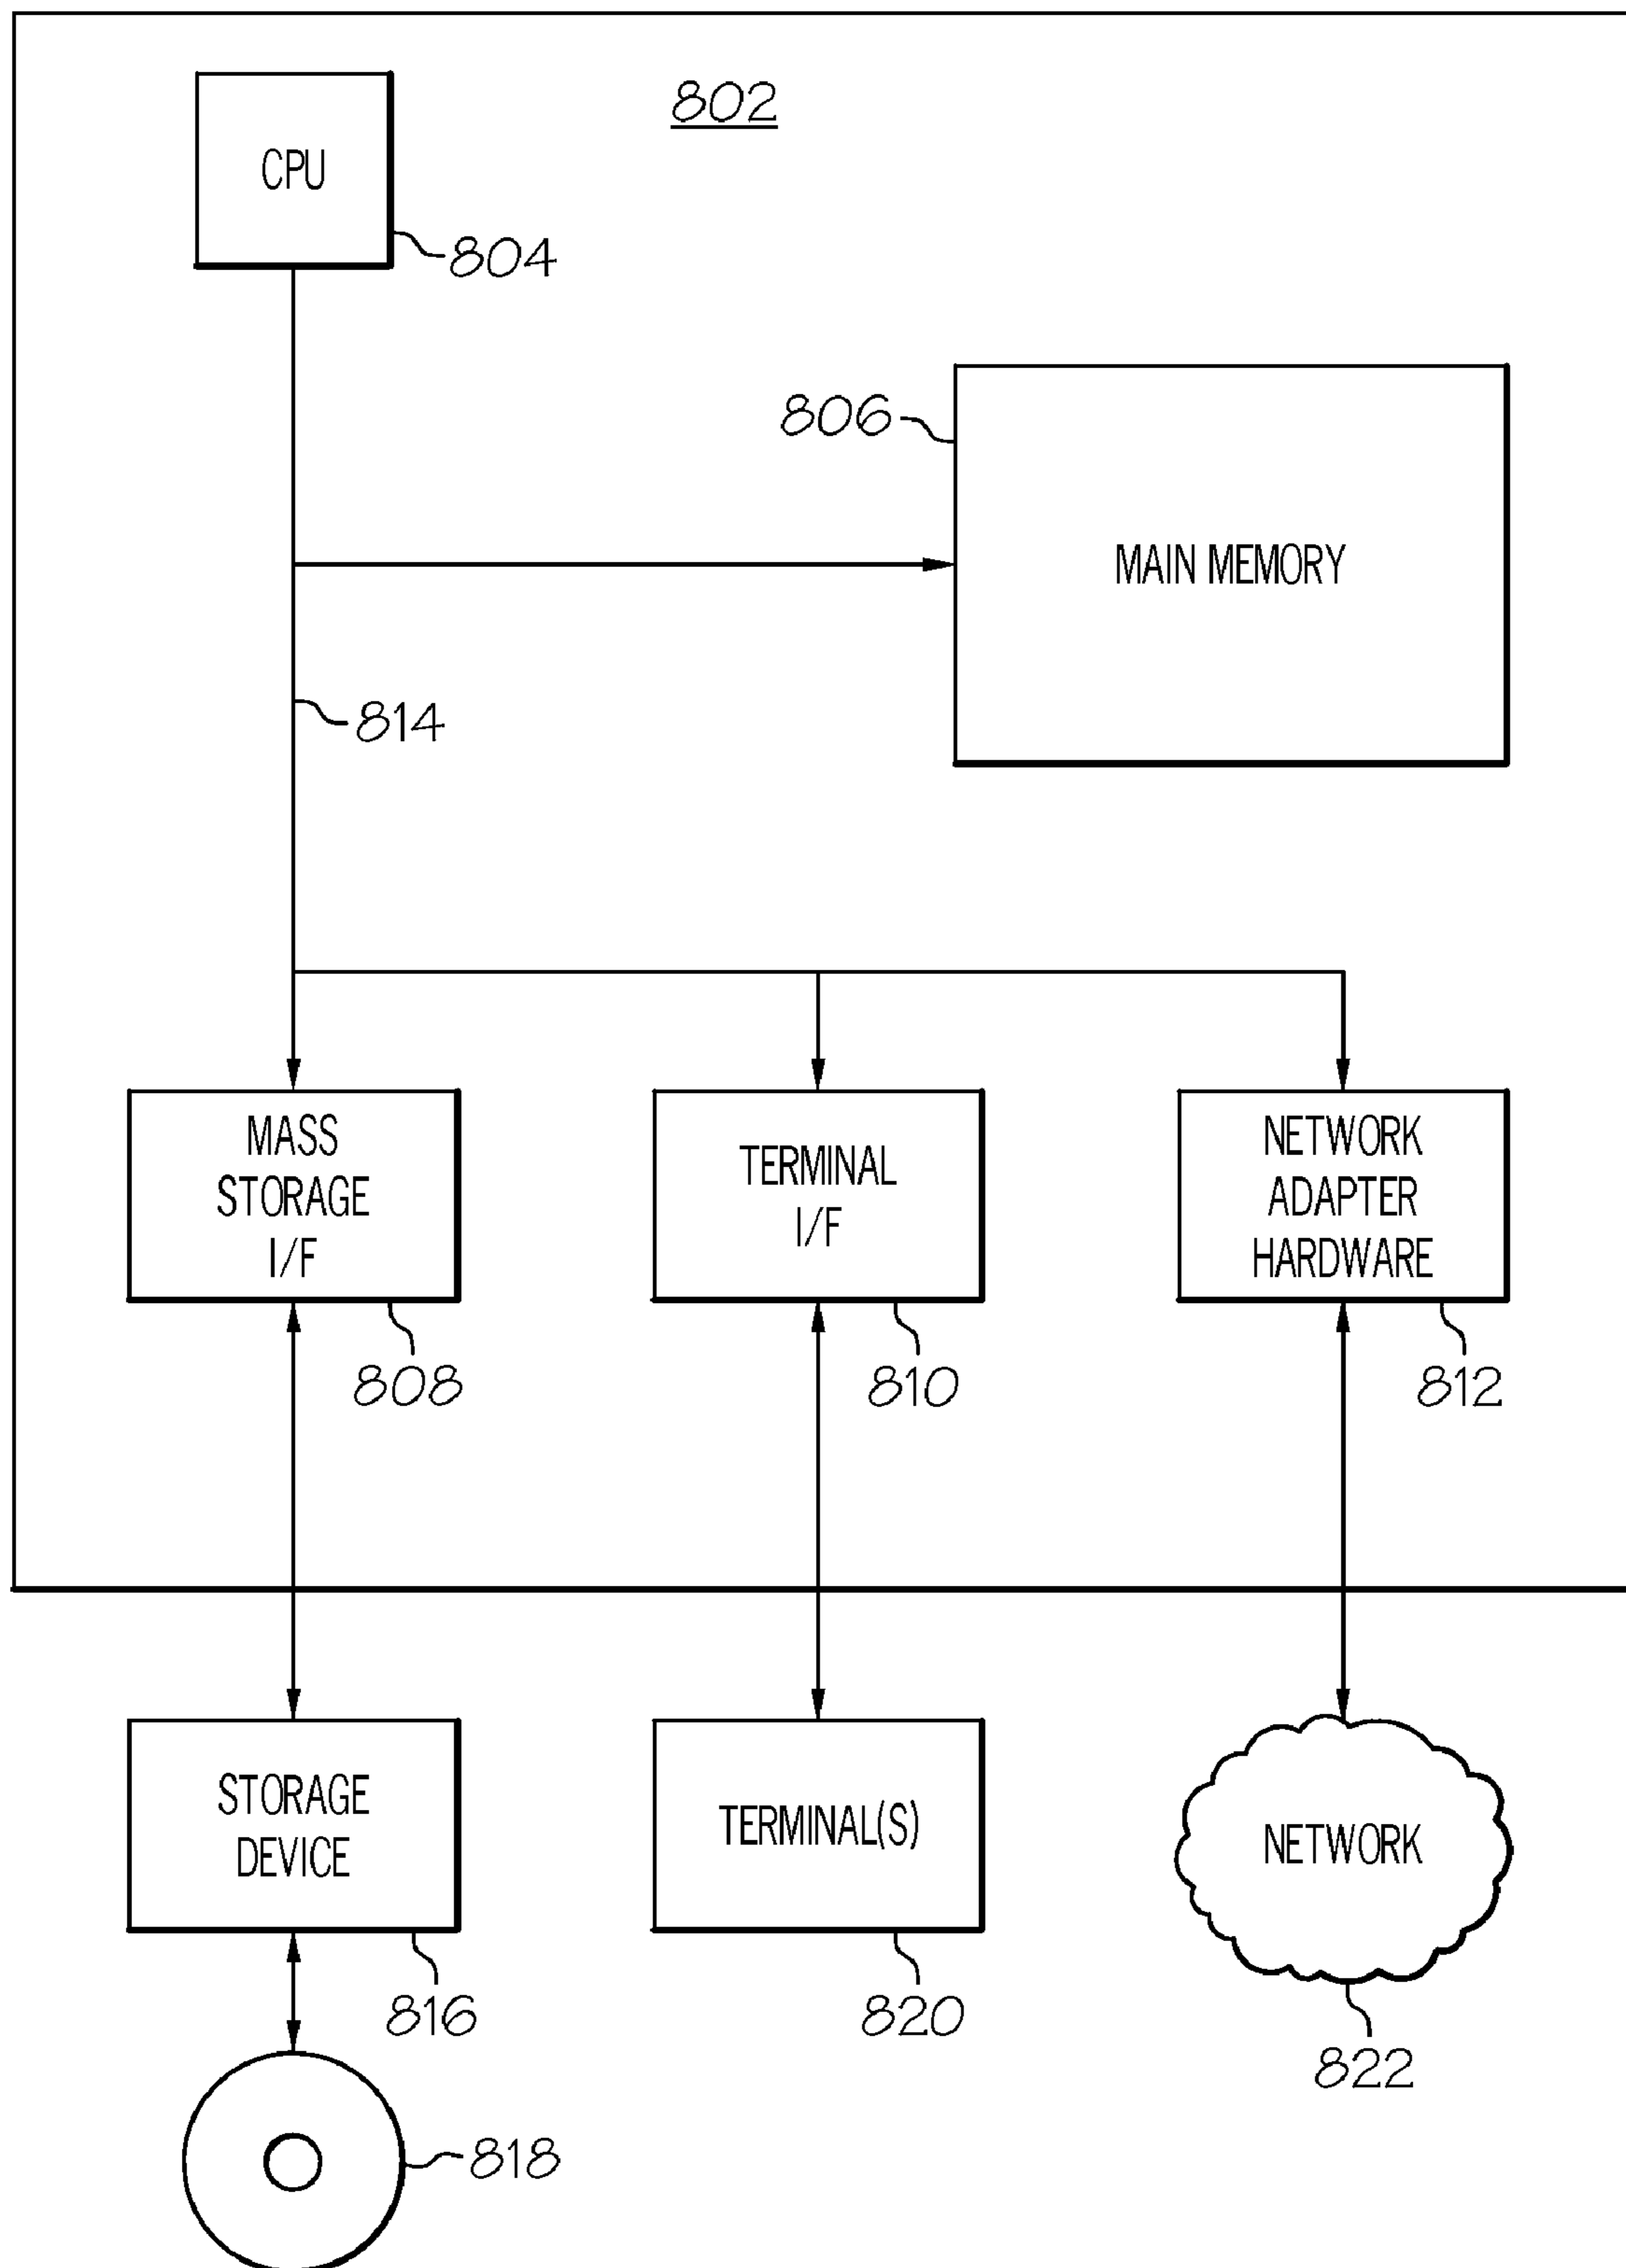 802
CPU
804
806
MAIN MEMORY
814
MASS
STORAGE
I/F
808
TERMINAL
I/F
810
NETWORK
ADAPTER
HARDWARE
812
STORAGE
DEVICE
816
TERMINAL(S)
820
NETWORK
822
818